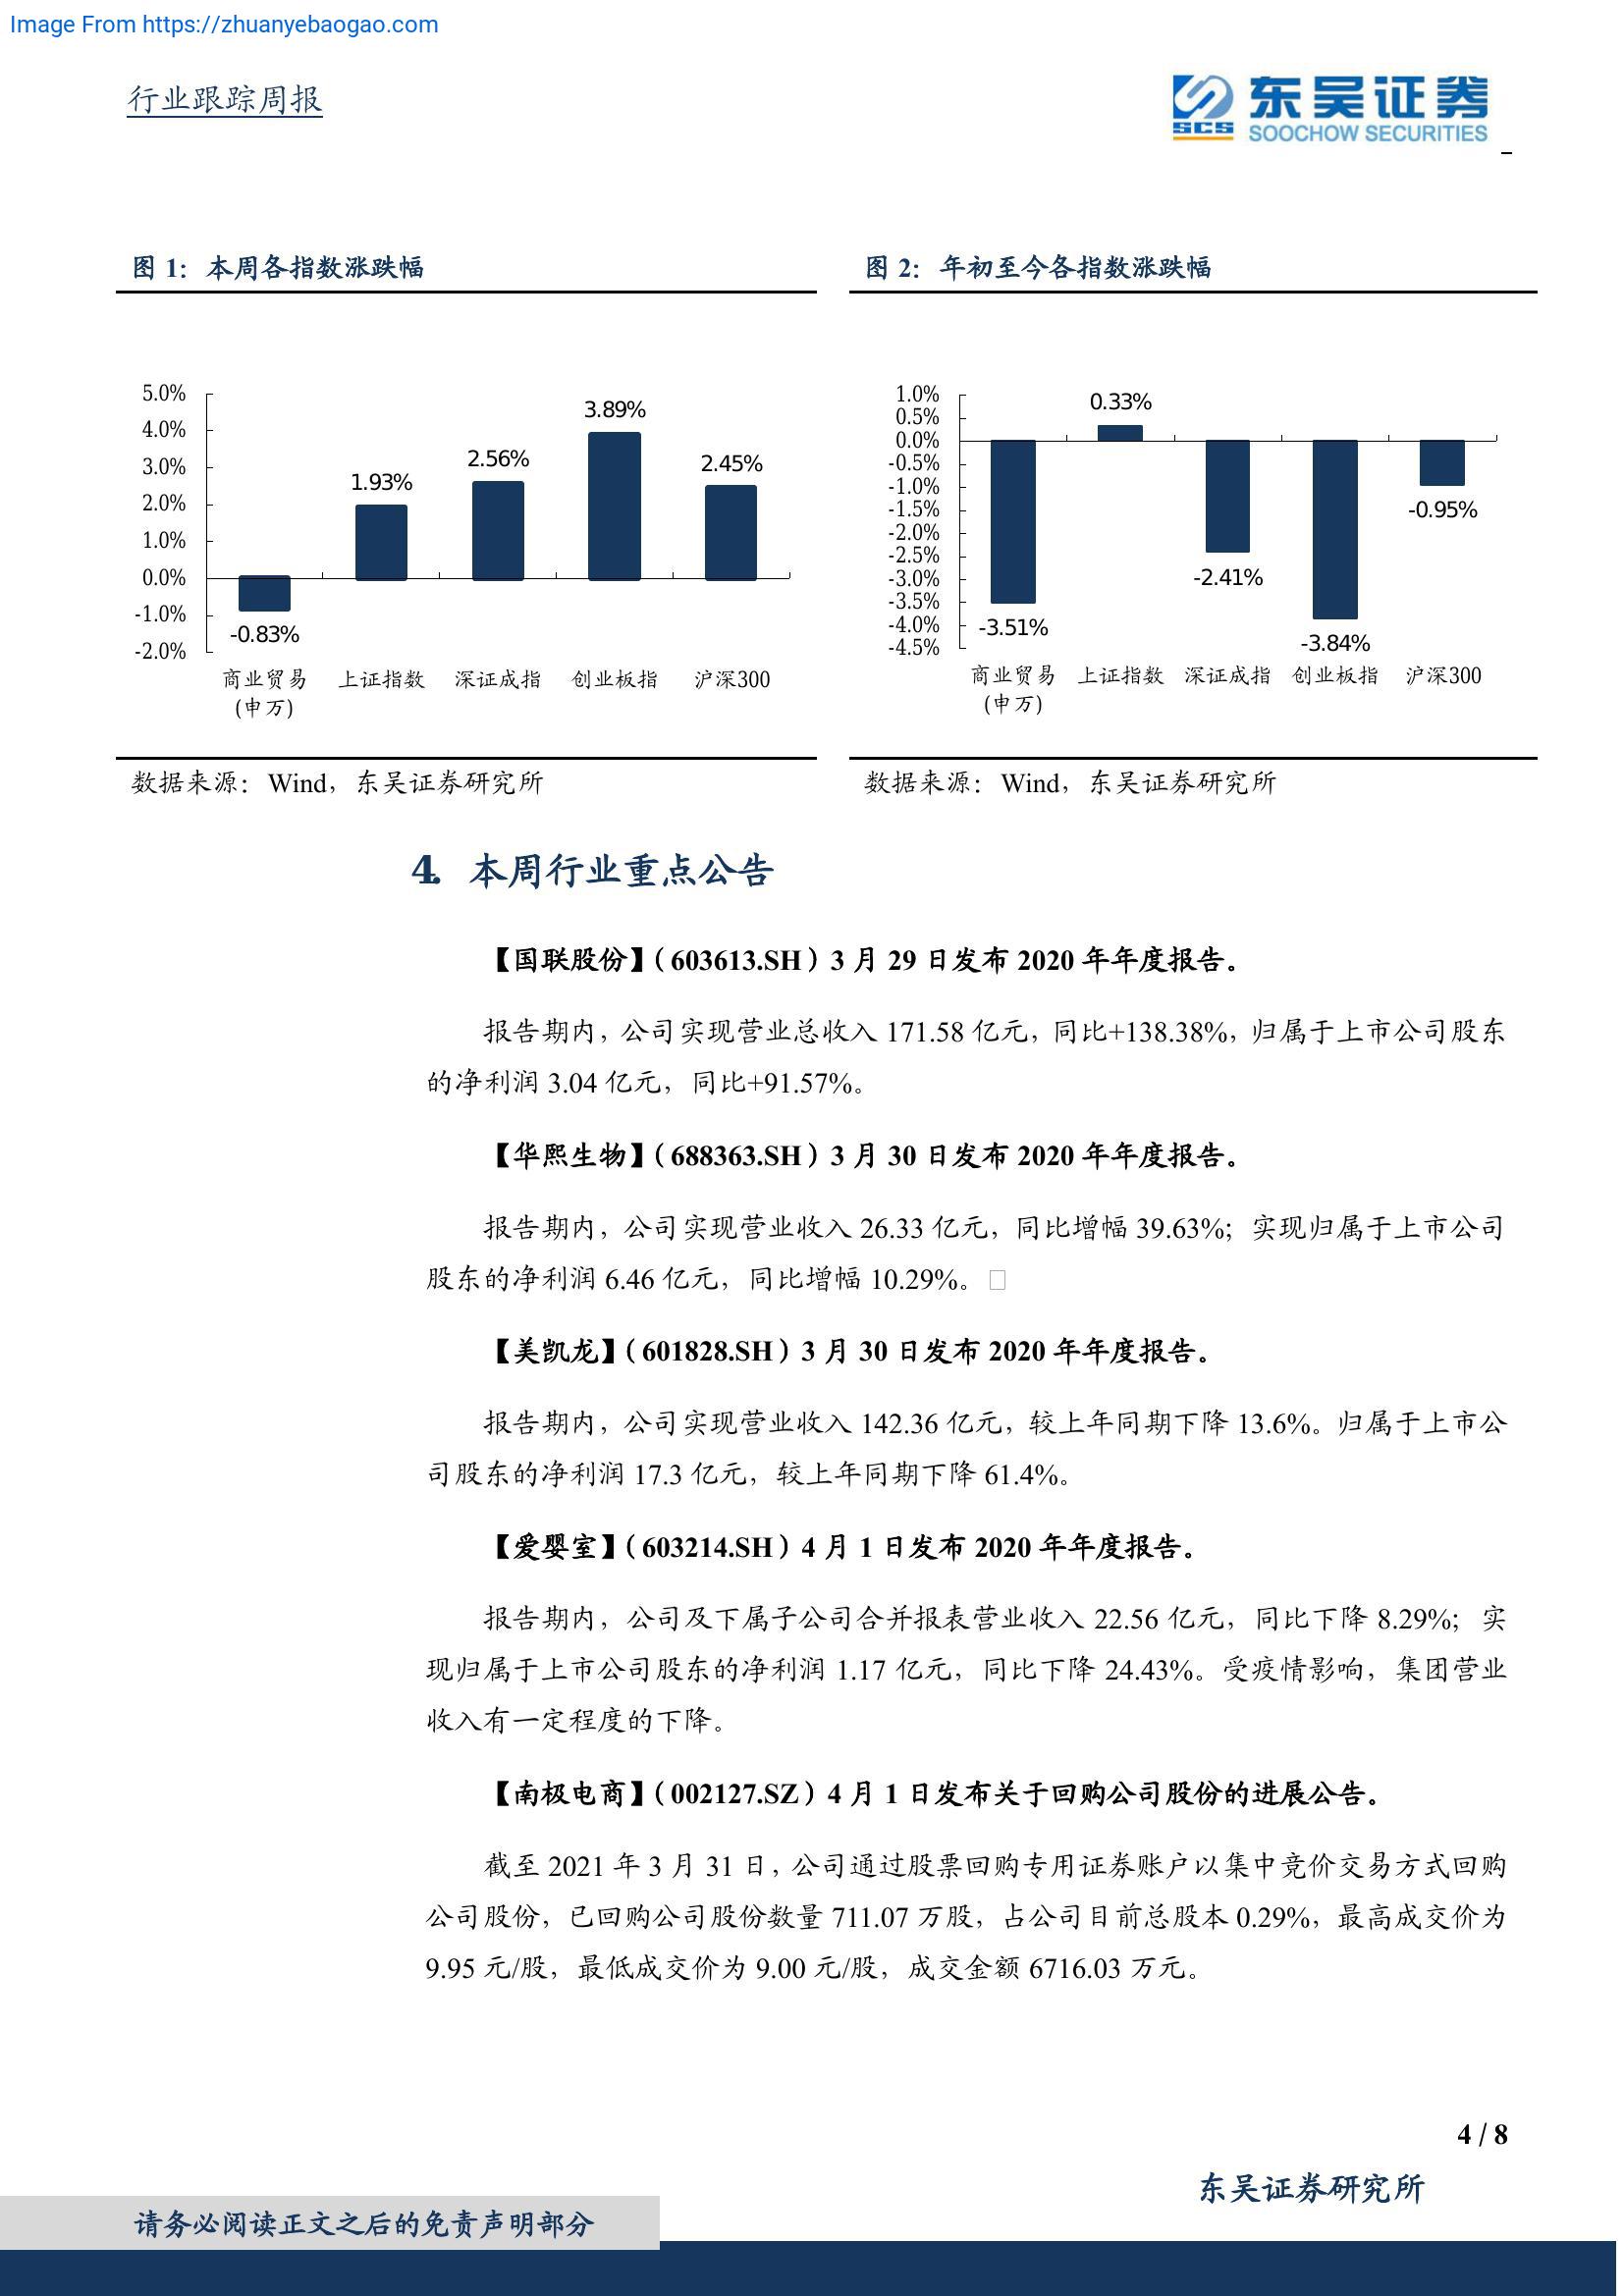 Image From https://zhuanyebaogao.com
行业跟踪周报
SCS
东吴证券
SOOCHOW SECURITIES
图 1：本周各指数涨跌幅
5.0%
4.0%
3.0%
2.0%
1.0%
0.0%
-1.0%
-2.0%
-0.83%
1.93%
2.56%
3.89%
2.45%
商业贸易 上证指数 深证成指 创业板指 沪深300
(申万)
数据来源：Wind，东吴证券研究所
图 2：年初至今各指数涨跌幅
1.0%
0.5%
0.0%
-0.5%
-1.0%
-1.5%
-2.0%
-2.5%
-3.0%
-3.5%
-4.0%
-4.5%
-3.51%
0.33%
-2.41%
-3.84%
-0.95%
商业贸易 上证指数 深证成指 创业板指 沪深300
(申万)
数据来源：Wind，东吴证券研究所
4. 本周行业重点公告
【国联股份】（603613.SH）3 月 29 日发布 2020 年年度报告。
报告期内，公司实现营业总收入 171.58 亿元，同比+138.38%，归属于上市公司股东
的净利润 3.04 亿元，同比+91.57%。
【华熙生物】（688363.SH）3 月 30 日发布 2020 年年度报告。
报告期内，公司实现营业收入 26.33 亿元，同比增幅 39.63%；实现归属于上市公司
股东的净利润 6.46 亿元，同比增幅 10.29%。
【美凯龙】（601828.SH）3 月 30 日发布 2020 年年度报告。
报告期内，公司实现营业收入 142.36 亿元，较上年同期下降 13.6%。归属于上市公
司股东的净利润 17.3 亿元，较上年同期下降 61.4%。
【爱婴室】（603214.SH）4 月 1 日发布 2020 年年度报告。
报告期内，公司及下属子公司合并报表营业收入 22.56 亿元，同比下降 8.29%；实
现归属于上市公司股东的净利润 1.17 亿元，同比下降 24.43%。受疫情影响，集团营业
收入有一定程度的下降。
【南极电商】（002127.SZ）4 月 1 日发布关于回购公司股份的进展公告。
截至 2021 年 3 月 31 日，公司通过股票回购专用证券账户以集中竞价交易方式回购
公司股份，已回购公司股份数量 711.07 万股，占公司目前总股本 0.29%，最高成交价为
9.95 元/股，最低成交价为 9.00 元/股，成交金额 6716.03 万元。
4 / 8
东吴证券研究所
请务必阅读正文之后的免责声明部分